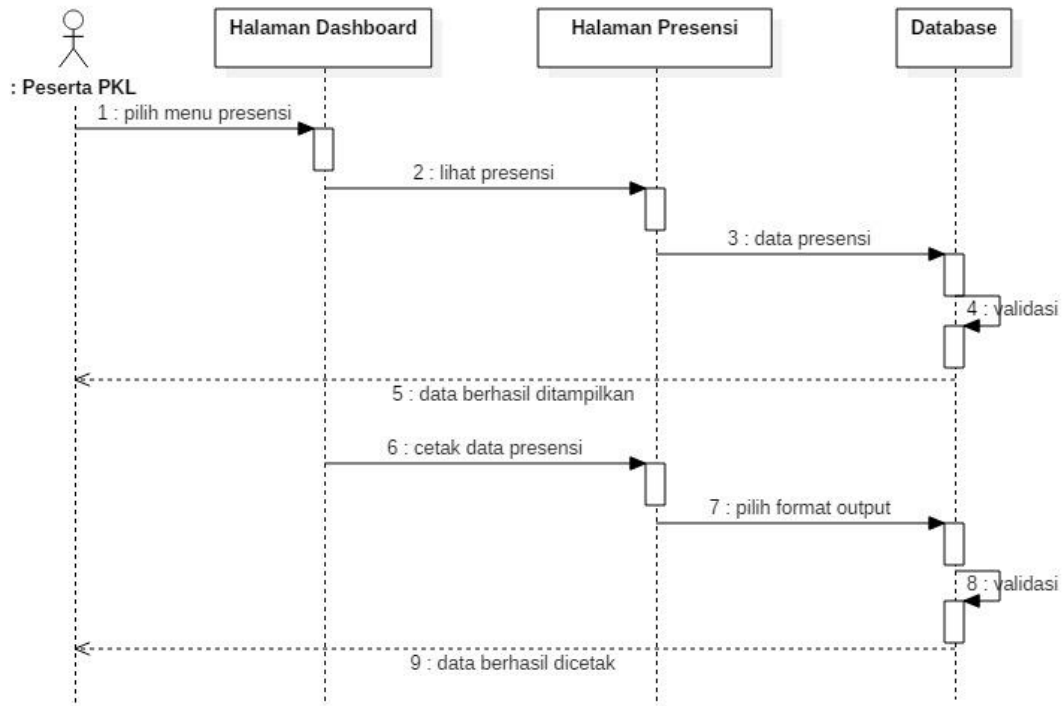 Halaman Dashboard
Halaman Presensi
Database
: Peserta PKL
1 : pilih menu presensi
2 : lihat presensi
3 : data presensi
4 : validasi
5 : data berhasil ditampilkan
6 : cetak data presensi
7 : pilih format output
8 : validasi
9 : data berhasil dicetak